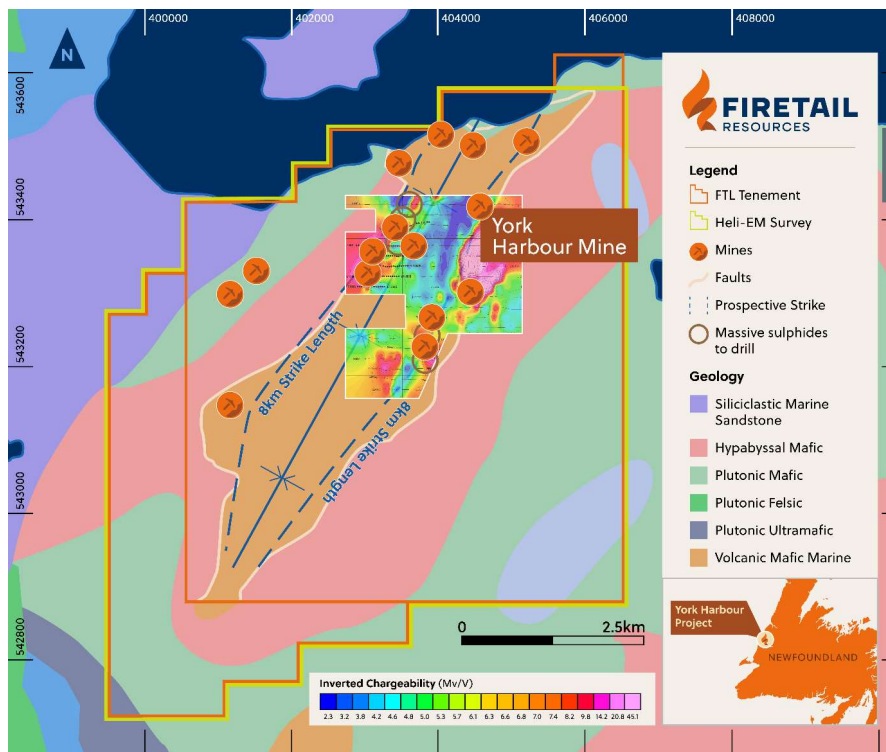 400000
402000
404000
406000
408000
N
543600
543400
543200
543000
542800
York
Harbour Mine
8km Strike Length
8km Strike Length
0
2.5km
Inverted Chargeability (Mv/V)
2.3 3.2 3.8 4.2 4.6 4.8 5.0 5.3 5.7 6.1 6.3 6.6 6.8 7.0 7.4 8.2 9.8 14.2 20.8 45.1
FIRETAIL
RESOURCES
Legend
FTL Tenement
Heli-EM Survey
Mines
Faults
Prospective Strike
Massive sulphides
to drill
Geology
Siliciclastic Marine
Sandstone
Hypabyssal Mafic
Plutonic Mafic
Plutonic Felsic
Plutonic Ultramafic
Volcanic Mafic Marine
York Harbour
Project
NEWFOUNDLAND